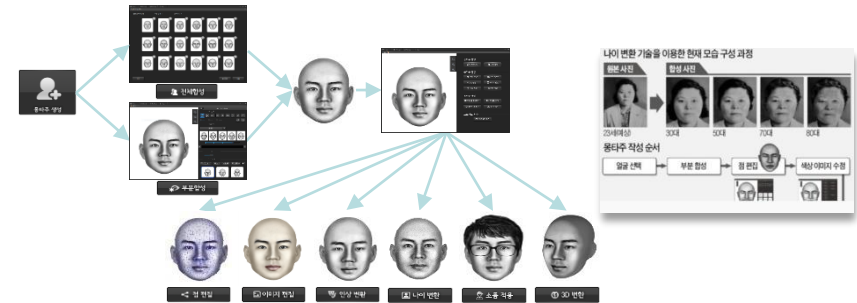 몽타주 생성
전체합성
부분합성
점 편집
이미지 편집
인상 변환
나이 변환
소품 적용
3D 변환
나이 변환 기술을 이용한 현재 모습 구성 과정
원본 사진
합성 사진
23세(여성)
30대
50대
70대
80대
몽타주 작성 순서
얼굴 선택
부분 합성
점 편집
색상 이미지 수정